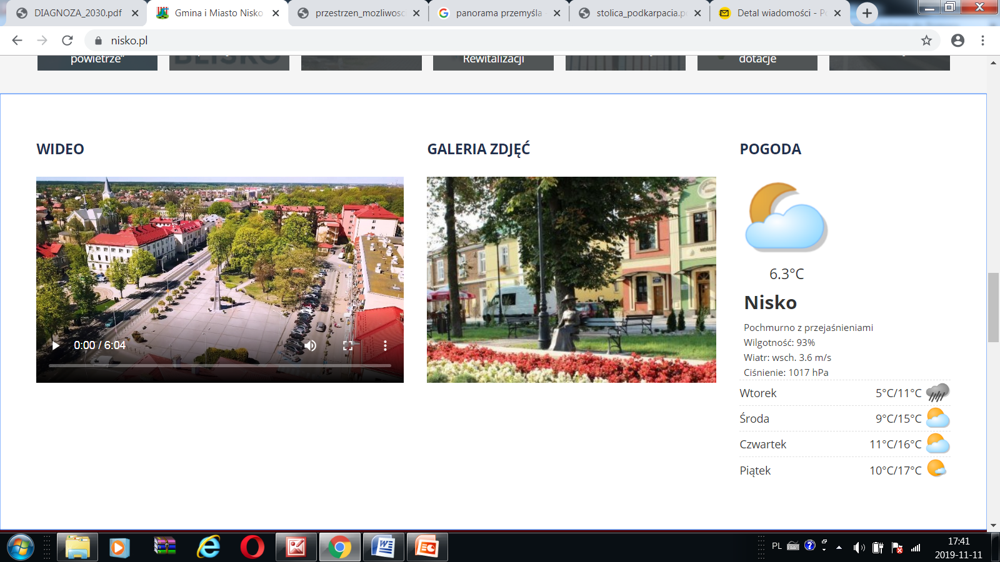 DIAGNOZA_2030.pdf
Gmina i Miasto Nisko
przestrzen_mozliwosc
panorama przemyśla -
stolica_podkarpacia.p
Detal wiadomości - Po
nisko.pl
powietrze”
BLISKO
Rewitalizacji
dotacje
WIDEO
GALERIA ZDJĘĆ
POGODA
0:00 / 6:04
6.3°C
Nisko
Pochmurno z przejaśnieniami
Wilgotność: 93%
Wiatr: wsch. 3.6 m/s
Ciśnienie: 1017 hPa
Wtorek 5°C/11°C
Środa 9°C/15°C
Czwartek 11°C/16°C
Piątek 10°C/17°C
PL
17:41
2019-11-11